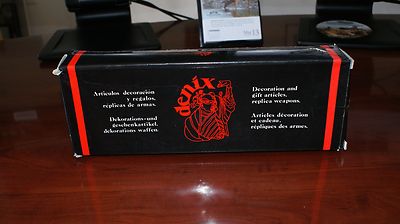 denix
Artículos decoración
y regalos,
réplicas de armas.
Dekorations-und
geschenkartikel,
dekorations waffen.
Decoration and
gift articles,
replica weapons.
Articles décoration
et cadeau,
répliques des armes.